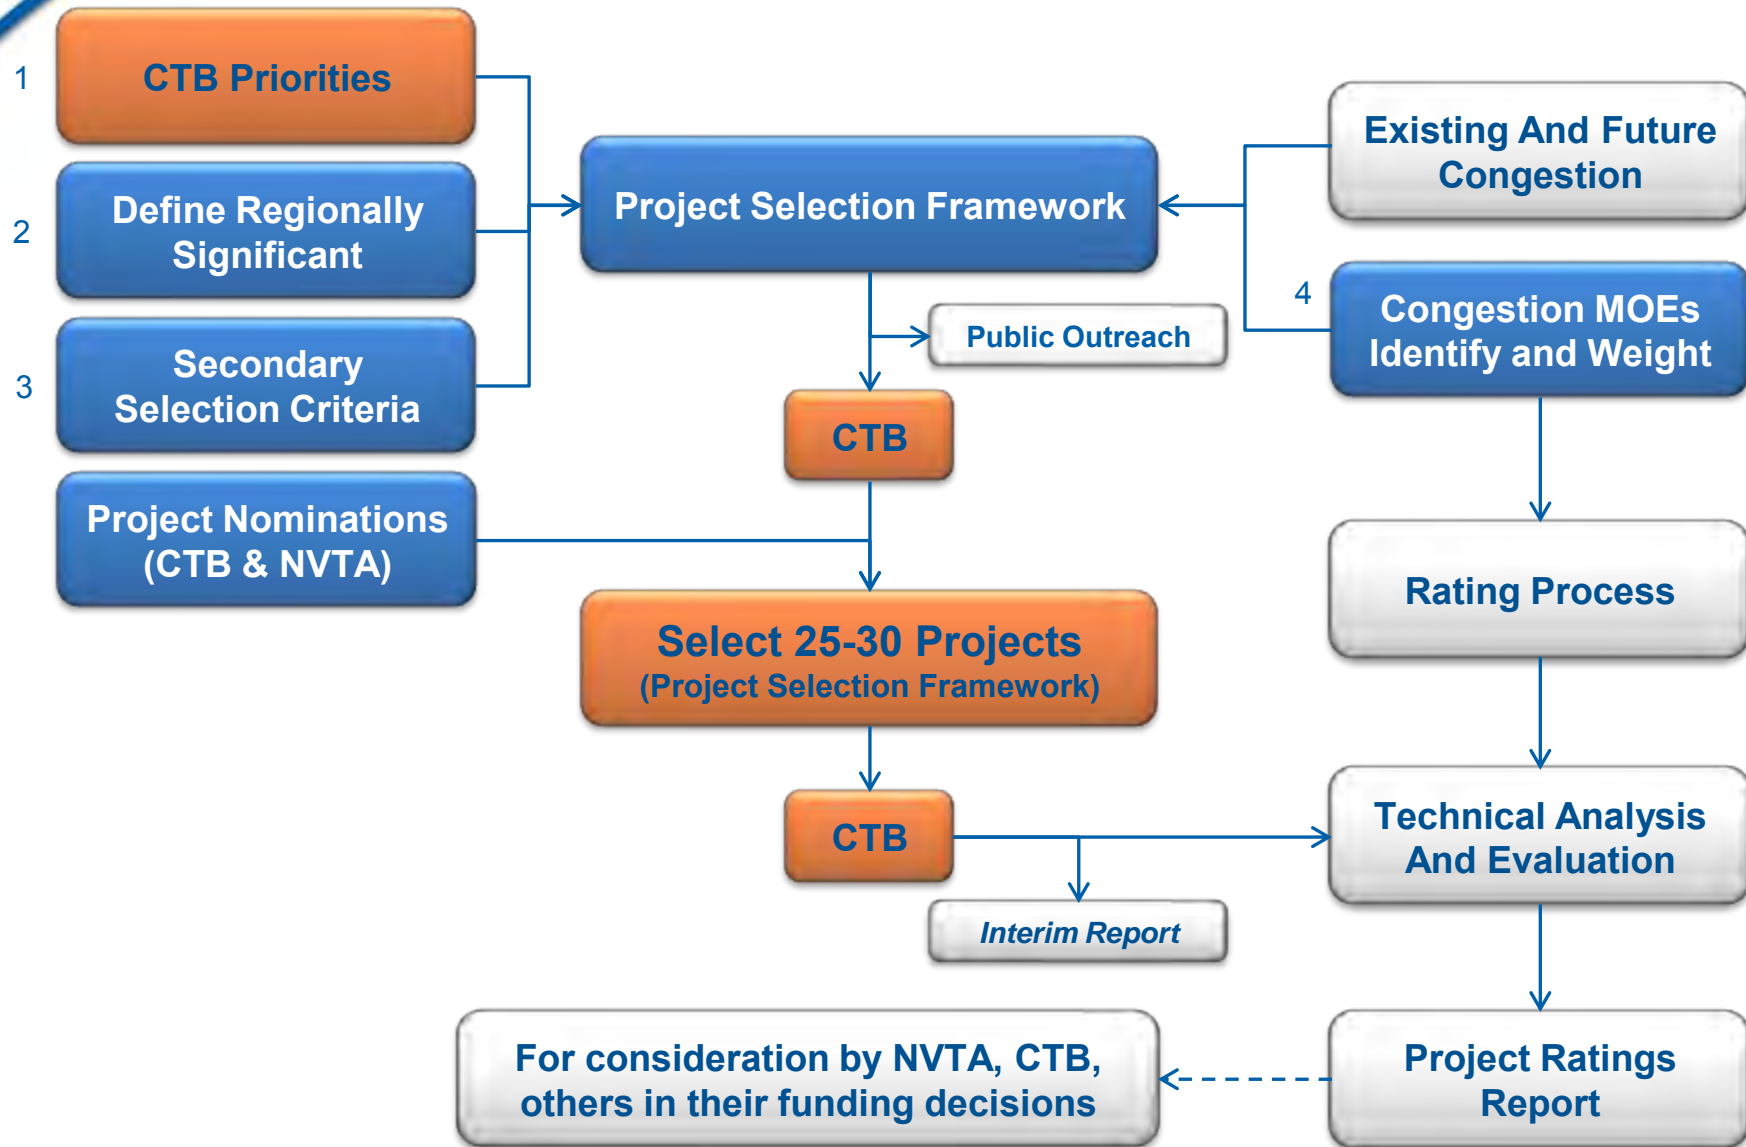 1
CTB Priorities
2
Define Regionally
Significant
3
Secondary
Selection Criteria
Project Nominations
(CTB & NVTA)
Project Selection Framework
Public Outreach
CTB
Select 25-30 Projects
(Project Selection Framework)
CTB
Interim Report
Existing And Future
Congestion
4
Congestion MOEs
Identify and Weight
Rating Process
Technical Analysis
And Evaluation
Project Ratings
Report
For consideration by NVTA, CTB,
others in their funding decisions